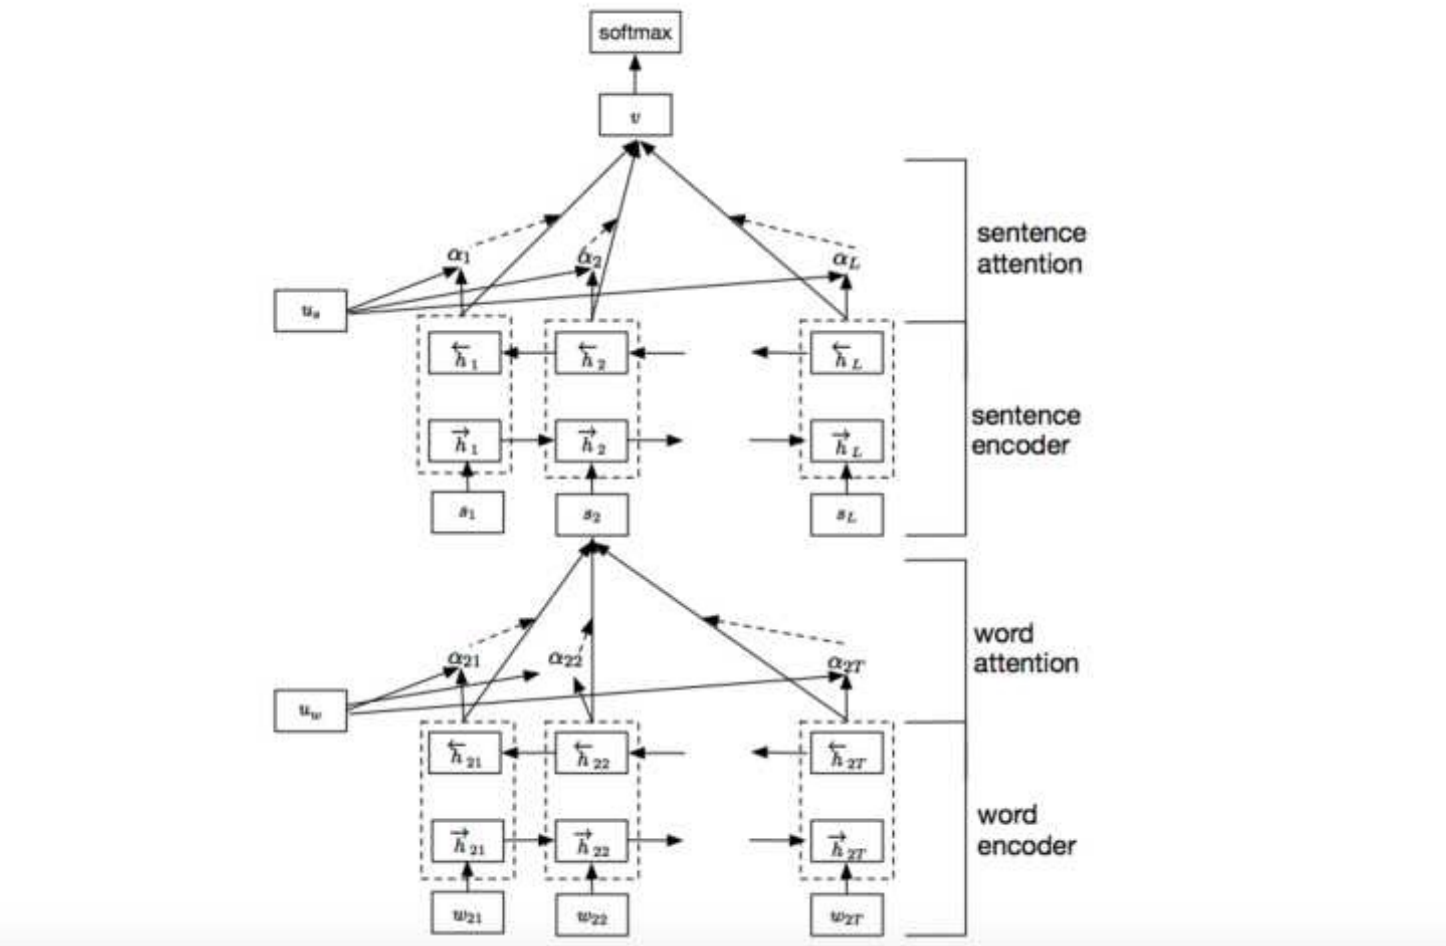 softmax
v
sentence
attention
α1 α2 αL
us
←h1 ←h2 ←hL
sentence
encoder
→h1 →h2 →hL
s1 s2 sL
word
attention
α21 α22 α2T
uw
←h21 ←h22 ←h2T
word
encoder
→h21 →h22 →h2T
w21 w22 w2T